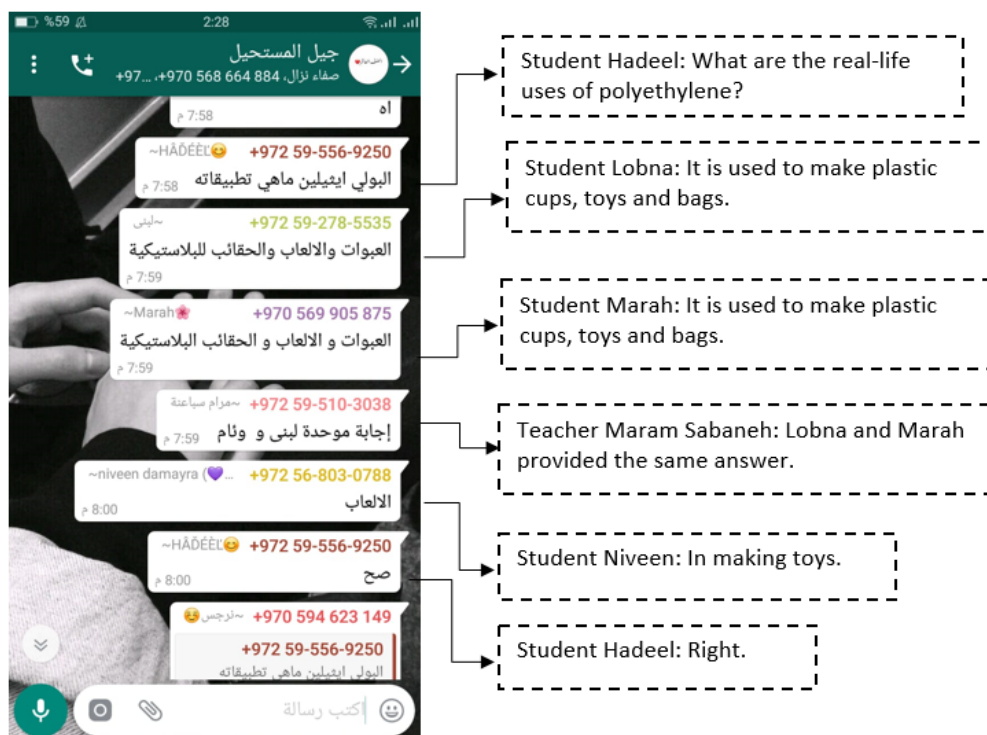 %59
2:28
جيل المستحيل
صفاء نزال، ‎+970 568 664 884، ‎+97...
اه
7:58 م
+972 59-556-9250 ~HÂĎÉÈĽ😊
البولي ايثيلين ماهي تطبيقاته
7:58 م
+972 59-278-5535 ~لبنى
العبوات والالعاب والحقائب للبلاستيكية
7:59 م
+970 569 905 875 ~Marah🌸
العبوات و الالعاب و الحقائب البلاستيكية
7:59 م
+972 59-510-3038 ~مرام سباعنة
إجابة موحدة لبنى و وئام
7:59 م
+972 56-803-0788 ~niveen damayra (💜...
الالعاب
8:00 م
+972 59-556-9250 ~HÂĎÉÈĽ😊
صح
8:00 م
+970 594 623 149 ~نرجس☺️
+972 59-556-9250
البولي ايثيلين ماهي تطبيقاته
اكتب رسالة
Student Hadeel: What are the real-life
uses of polyethylene?
Student Lobna: It is used to make plastic
cups, toys and bags.
Student Marah: It is used to make plastic
cups, toys and bags.
Teacher Maram Sabaneh: Lobna and Marah
provided the same answer.
Student Niveen: In making toys.
Student Hadeel: Right.